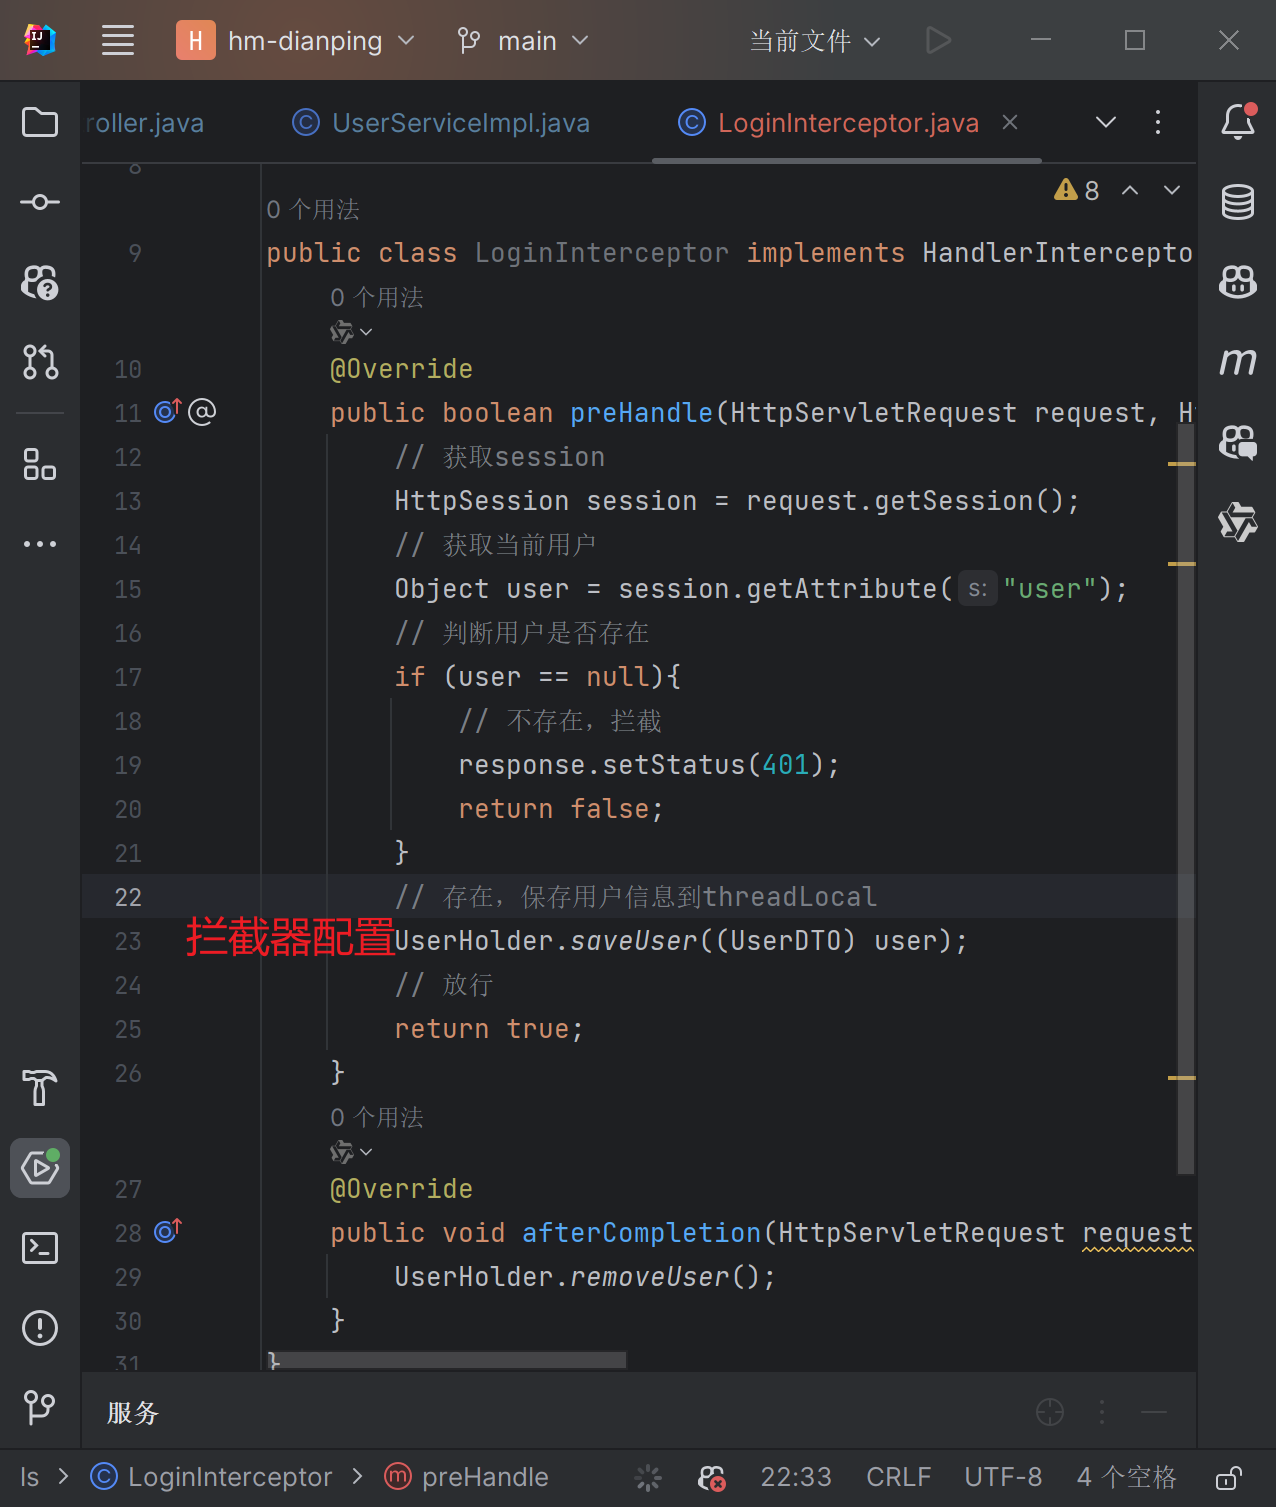 H hm-dianping main 当前文件
roller.java UserServiceImpl.java LoginInterceptor.java
8
0 个用法
8
9 public class LoginInterceptor implements HandlerIntercepto
0 个用法
10 @Override
11 public boolean preHandle(HttpServletRequest request, Ht
12 // 获取session
13 HttpSession session = request.getSession();
14 // 获取当前用户
15 Object user = session.getAttribute( s: "user");
16 // 判断用户是否存在
17 if (user == null){
18 // 不存在，拦截
19 response.setStatus(401);
20 return false;
21 }
22 // 存在，保存用户信息到threadLocal
拦截器配置
23 UserHolder.saveUser((UserDTO) user);
24 // 放行
25 return true;
26 }
0 个用法
27 @Override
28 public void afterCompletion(HttpServletRequest request
29 UserHolder.removeUser();
30 }
31 }
服务
ls > LoginInterceptor > preHandle 22:33 CRLF UTF-8 4 个空格